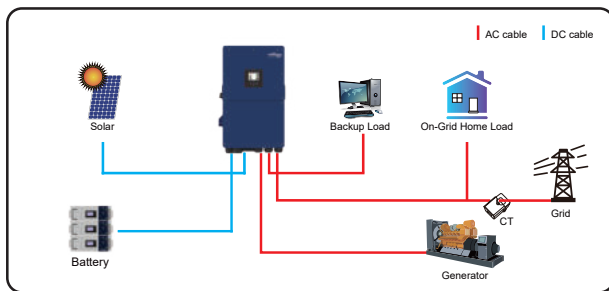 AC cable
DC cable
Solar
Backup Load
On-Grid Home Load
CT
Grid
Battery
Generator